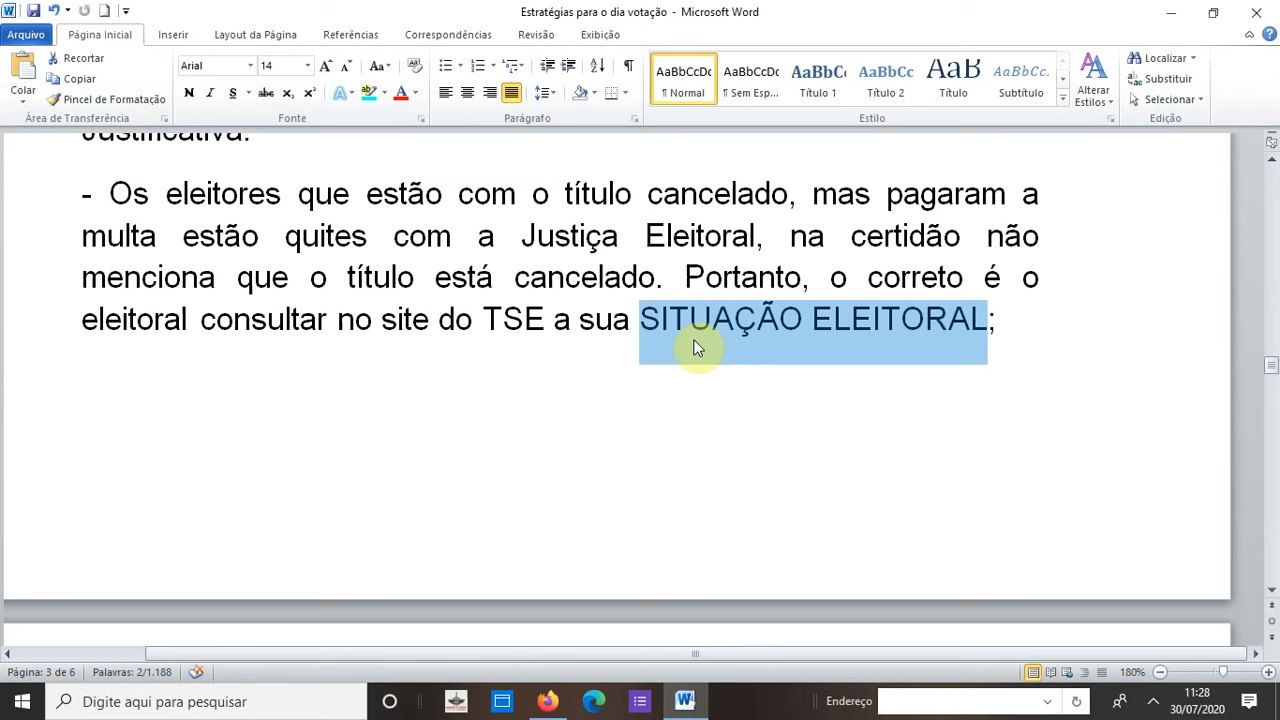 Estratégias para o dia votação - Microsoft Word
Arquivo Página Inicial Inserir Layout da Página Referências Correspondências Revisão Exibição
Colar
Recortar
Copiar
Pincel de Formatação
Área de Transferência
Arial 14
Fonte
Parágrafo
AaBbCcDc AaBbCcDc AaBbC AaBbCc AaB AaBbCc.
¶ Normal ¶ Sem Esp... Título 1 Título 2 Título Subtítulo
Alterar Estilos
Estilo
Localizar
Substituir
Selecionar
Edição
Justificativa.
- Os eleitores que estão com o título cancelado, mas pagaram a
multa estão quites com a Justiça Eleitoral, na certidão não
menciona que o título está cancelado. Portanto, o correto é o
eleitoral consultar no site do TSE a sua SITUAÇÃO ELEITORAL;
Página: 3 de 6 Palavras: 2/1.188 180%
Digite aqui para pesquisar
Endereço
11:28
30/07/2020